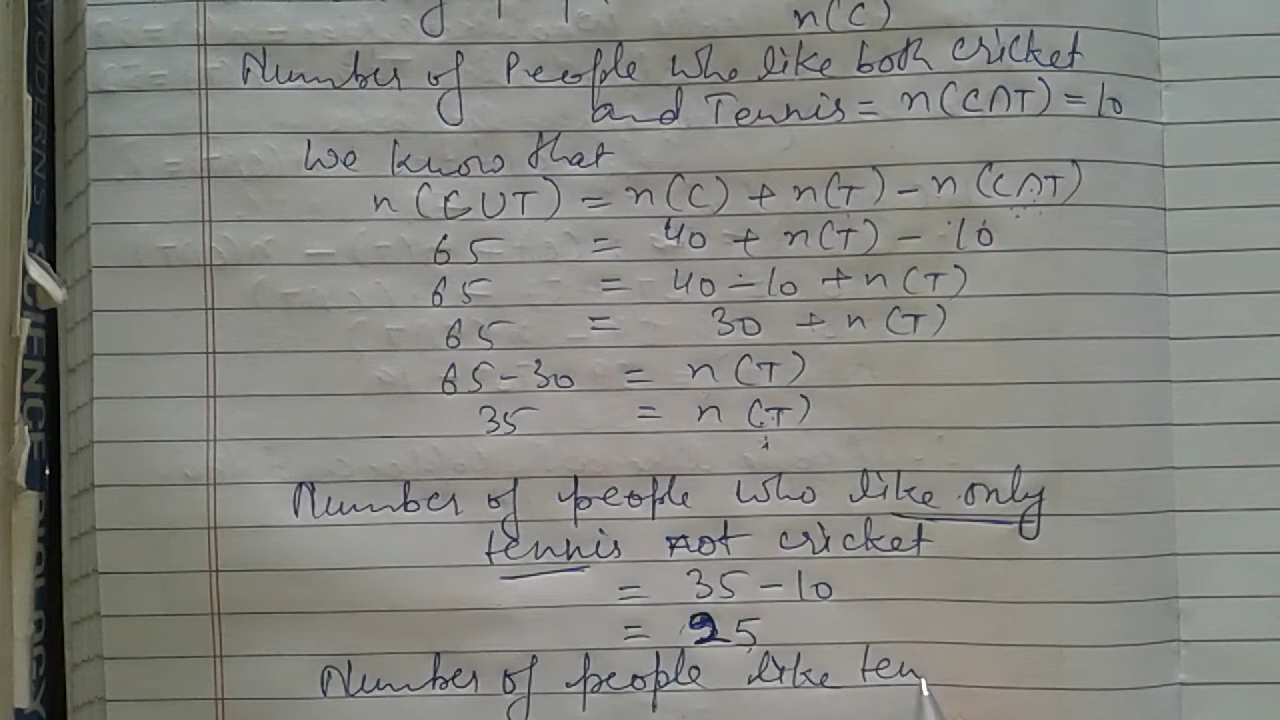 n(C)
Number of People who like both cricket
and Tennis = n(C∩T) = 10
We know that
n(C∪T) = n(C) + n(T) - n(C∩T)
65 = 40 + n(T) - 10
65 = 40 - 10 + n(T)
65 = 30 + n(T)
65 - 30 = n(T)
35 = n(T)
Number of people who like only
tennis not cricket
= 35 - 10
= 25
Number of people like ten
MODERN'S SCIENCE